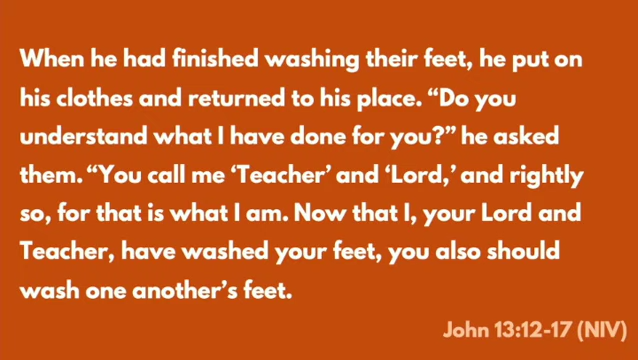 When he had finished washing their feet, he put on
his clothes and returned to his place. “Do you
understand what I have done for you?” he asked
them. “You call me ‘Teacher’ and ‘Lord,’ and rightly
so, for that is what I am. Now that I, your Lord and
Teacher, have washed your feet, you also should
wash one another’s feet.
John 13:12-17 (NIV)